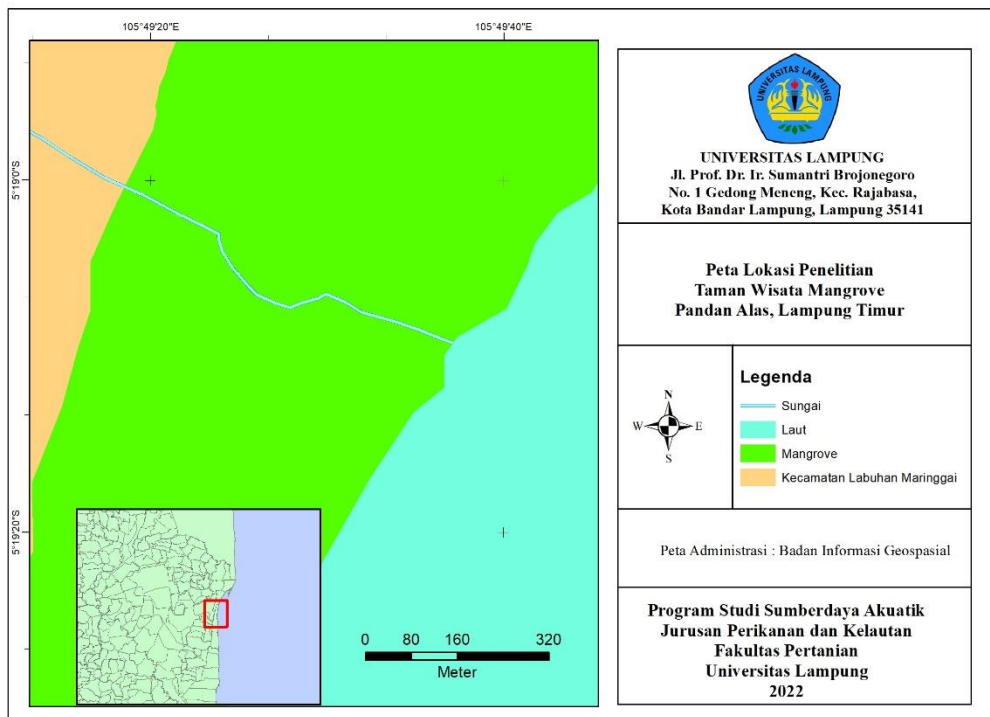 105°49'20"E
105°49'40"E
5°19'0"S
5°19'20"S
0 80 160 320
Meter
UNIVERSITAS LAMPUNG
UNIVERSITAS LAMPUNG
Jl. Prof. Dr. Ir. Sumantri Brojonegoro
No. 1 Gedong Meneng, Kec. Rajabasa,
Kota Bandar Lampung, Lampung 35141
Peta Lokasi Penelitian
Taman Wisata Mangrove
Pandan Alas, Lampung Timur
N
W E
S
Legenda
Sungai
Laut
Mangrove
Kecamatan Labuhan Maringgai
Peta Administrasi : Badan Informasi Geospasial
Program Studi Sumberdaya Akuatik
Jurusan Perikanan dan Kelautan
Fakultas Pertanian
Universitas Lampung
2022